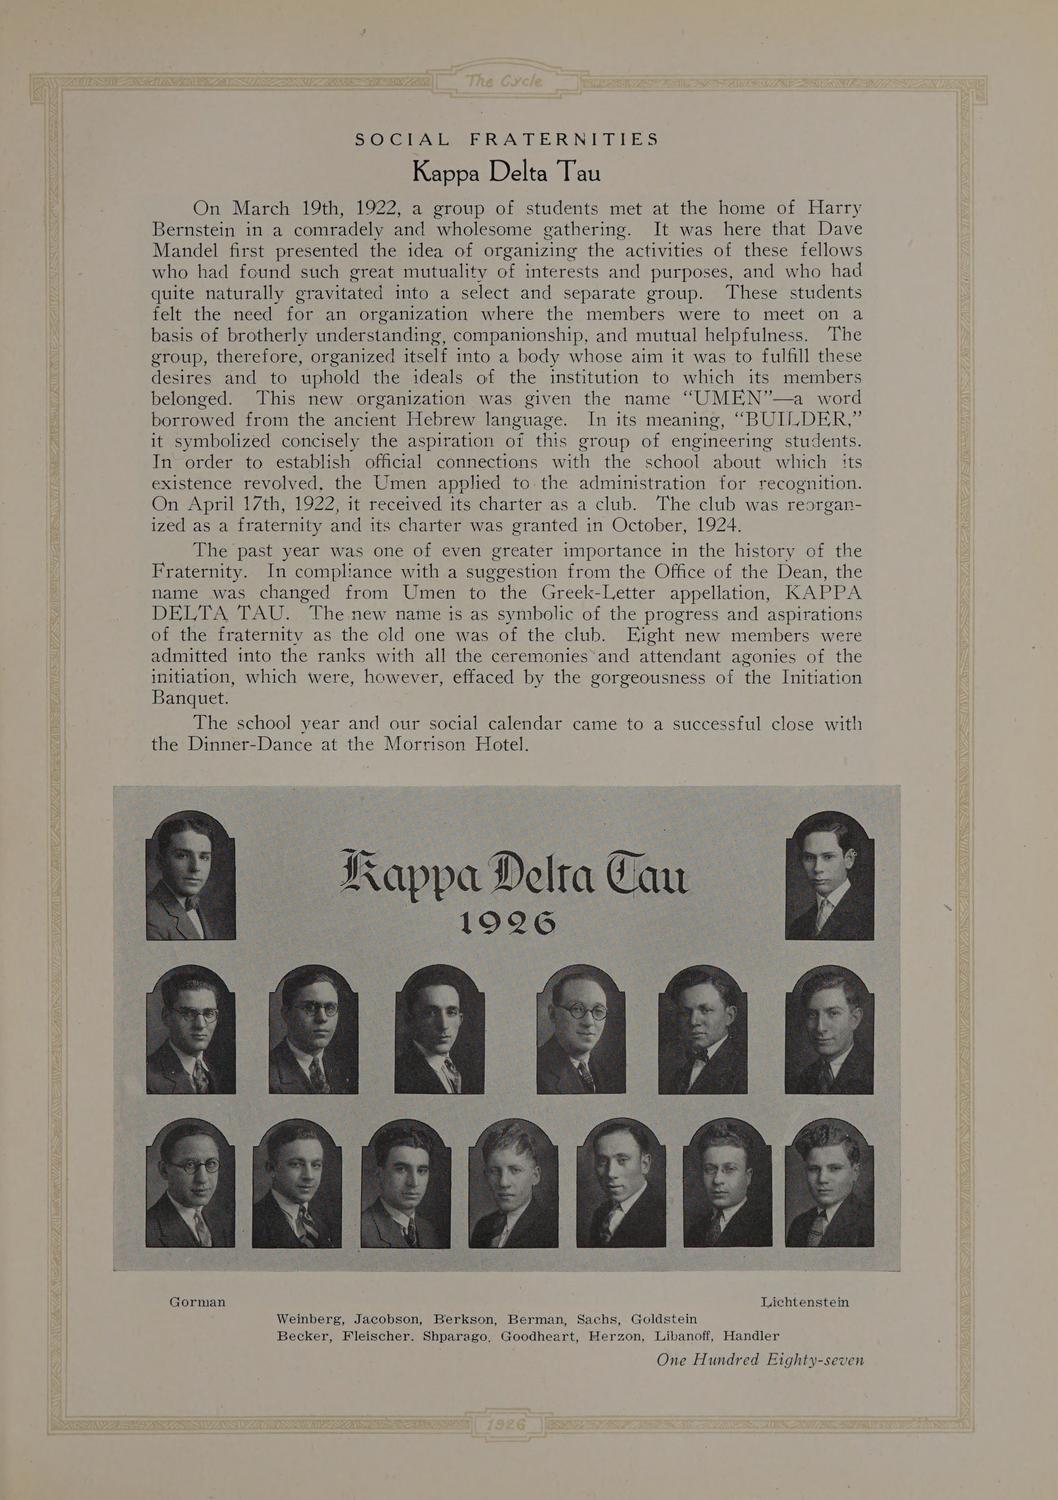 The Cycle
SOCIAL FRATERNITIES
Kappa Delta Tau
On March 19th, 1922, a group of students met at the home of Harry
Bernstein in a comradely and wholesome gathering. It was here that Dave
Mandel first presented the idea of organizing the activities of these fellows
who had found such great mutuality of interests and purposes, and who had
quite naturally gravitated into a select and separate group. These students
felt the need for an organization where the members were to meet on a
basis of brotherly understanding, companionship, and mutual helpfulness. The
group, therefore, organized itself into a body whose aim it was to fulfill these
desires and to uphold the ideals of the institution to which its members
belonged. This new organization was given the name “UMEN”—a word
borrowed from the ancient Hebrew language. In its meaning, “BUILDER,”
it symbolized concisely the aspiration of this group of engineering students.
In order to establish official connections with the school about which its
existence revolved, the Umen applied to the administration for recognition.
On April 17th, 1922, it received its charter as a club. The club was reorgan-
ized as a fraternity and its charter was granted in October, 1924.
The past year was one of even greater importance in the history of the
Fraternity. In compliance with a suggestion from the Office of the Dean, the
name was changed from Umen to the Greek-Letter appellation, KAPPA
DELTA TAU. The new name is as symbolic of the progress and aspirations
of the fraternity as the old one was of the club. Eight new members were
admitted into the ranks with all the ceremonies and attendant agonies of the
initiation, which were, however, effaced by the gorgeousness of the Initiation
Banquet.
The school year and our social calendar came to a successful close with
the Dinner-Dance at the Morrison Hotel.
Kappa Delta Tau
1926
Gorman Lichtenstein
Weinberg, Jacobson, Berkson, Berman, Sachs, Goldstein
Becker, Fleischer, Shparago, Goodheart, Herzon, Libanoff, Handler
One Hundred Eighty-seven
1926